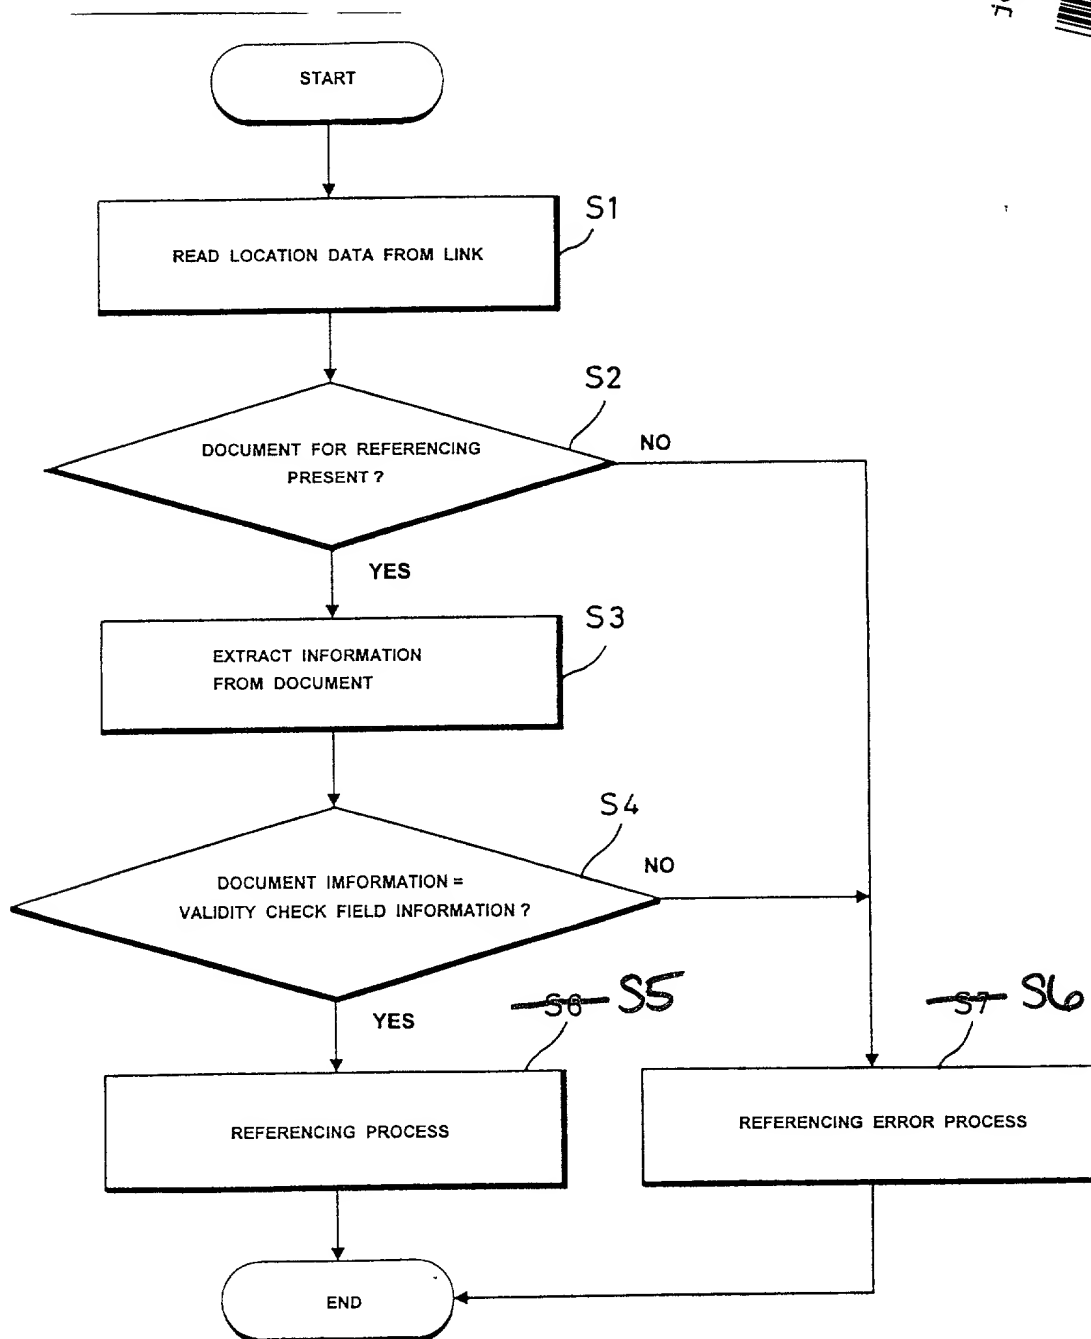 START
S1
READ LOCATION DATA FROM LINK
S2
DOCUMENT FOR REFERENCING
PRESENT ?
NO
YES
S3
EXTRACT INFORMATION
FROM DOCUMENT
S4
DOCUMENT IMFORMATION =
VALIDITY CHECK FIELD INFORMATION ?
NO
YES
S6 S5
S7 S6
REFERENCING PROCESS
REFERENCING ERROR PROCESS
END